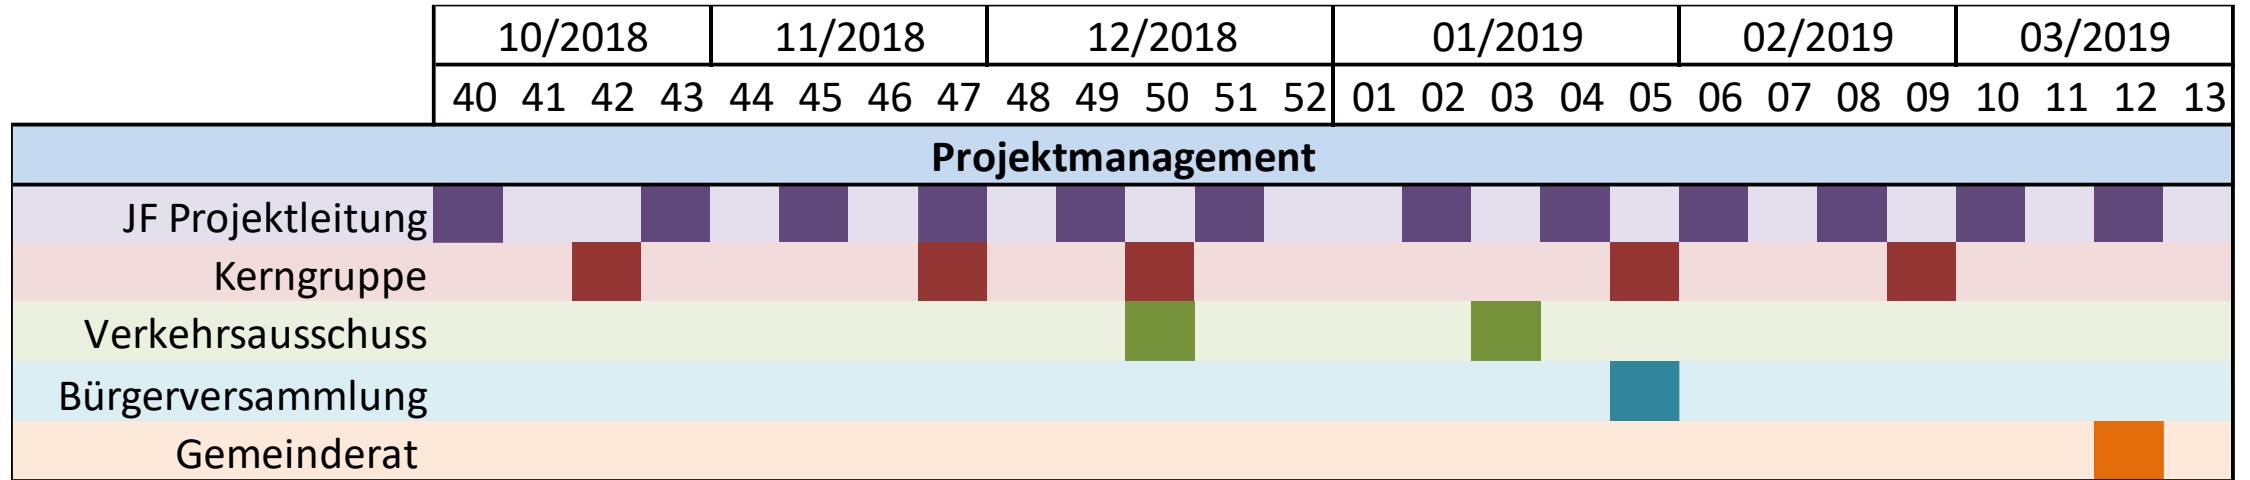 10/2018 11/2018 12/2018 01/2019 02/2019 03/2019
40 41 42 43 44 45 46 47 48 49 50 51 52 01 02 03 04 05 06 07 08 09 10 11 12 13
Projektmanagement
JF Projektleitung
Kerngruppe
Verkehrsausschuss
Bürgerversammlung
Gemeinderat